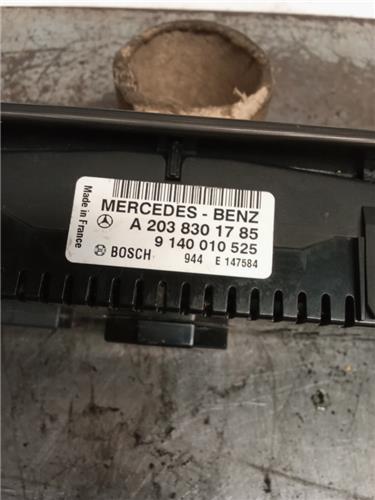 Made in France
MERCEDES - BENZ
A 203 830 17 85
9 140 010 525
BOSCH 944 E 147584